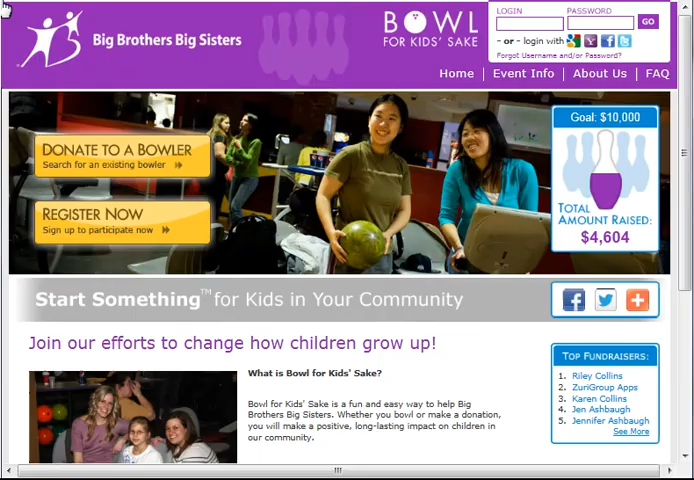 LOGIN
PASSWORD
GO
- or - login with
Forgot Username and/or Password?
Big Brothers Big Sisters
BOWL
FOR KIDS' SAKE
Home | Event Info | About Us | FAQ
DONATE TO A BOWLER
Search for an existing bowler
REGISTER NOW
Sign up to participate now
Goal: $10,000
TOTAL
AMOUNT RAISED:
$4,604
Start Something™ for Kids in Your Community
Join our efforts to change how children grow up!
What is Bowl for Kids' Sake?
Bowl for Kids' Sake is a fun and easy way to help Big
Brothers Big Sisters. Whether you bowl or make a donation,
you will make a positive, long-lasting impact on children in
our community.
TOP FUNDRAISERS:
1. Riley Collins
2. ZuriGroup Apps
3. Karen Collins
4. Jen Ashbaugh
5. Jennifer Ashbaugh
See More